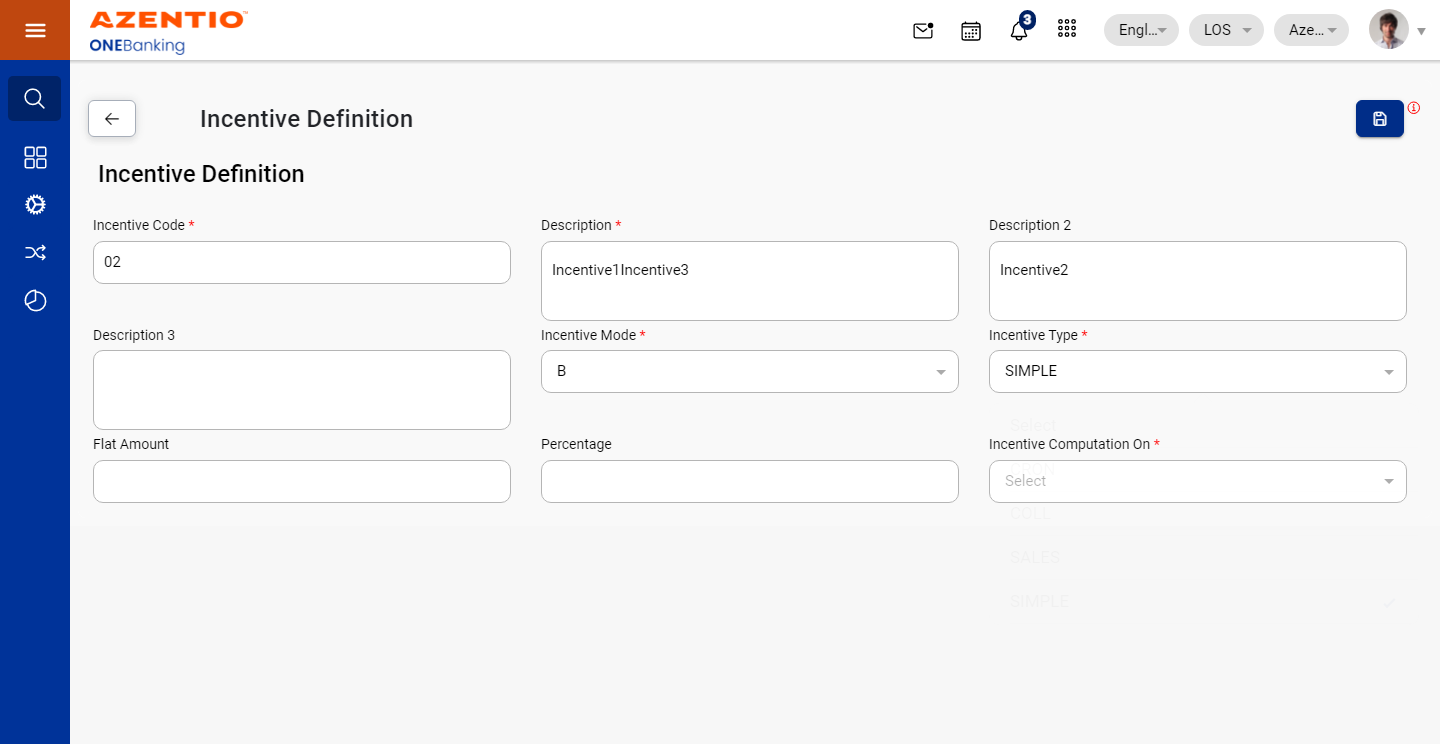 AZENTIO™
ONEBanking
3
Engl...
LOS
Aze...
Incentive Definition
Incentive Definition
Incentive Code *
Description *
Description 2
02
Incentive1Incentive3
Incentive2
Description 3
Incentive Mode *
Incentive Type *
B
SIMPLE
Select
Flat Amount
Percentage
Incentive Computation On *
Select
COLL
SALES
SIMPLE